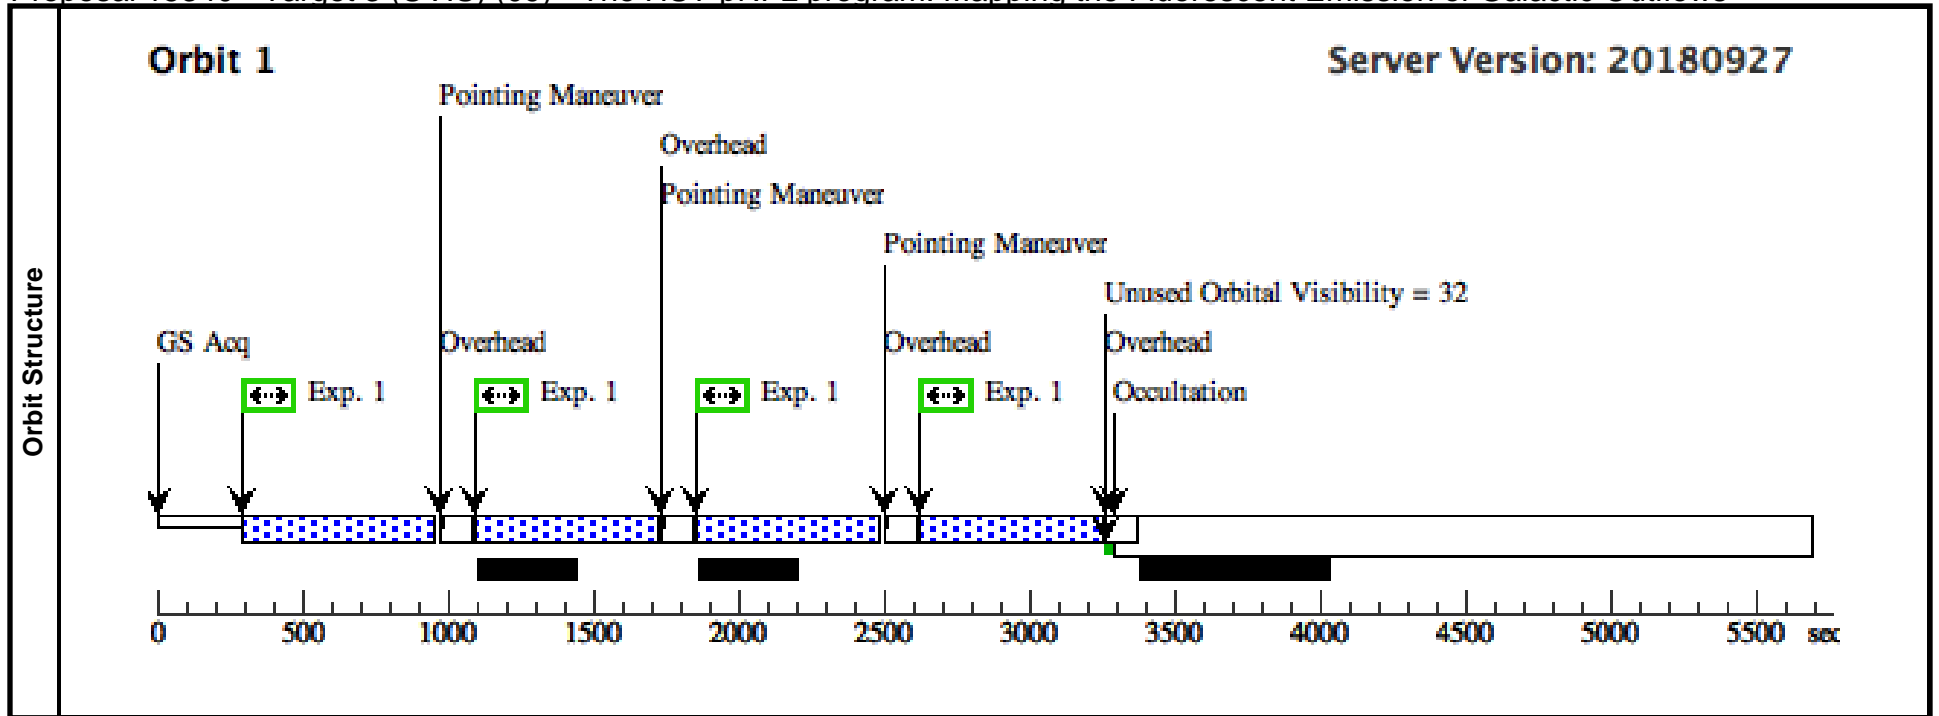 Orbit 1
Server Version: 20180927
Pointing Maneuver
Overhead
Pointing Maneuver
Pointing Maneuver
Unused Orbital Visibility = 32
GS Acq
Overhead
Overhead
Overhead
Exp. 1
Exp. 1
Exp. 1
Exp. 1
Occultation
Orbit Structure
0 500 1000 1500 2000 2500 3000 3500 4000 4500 5000 5500 sec